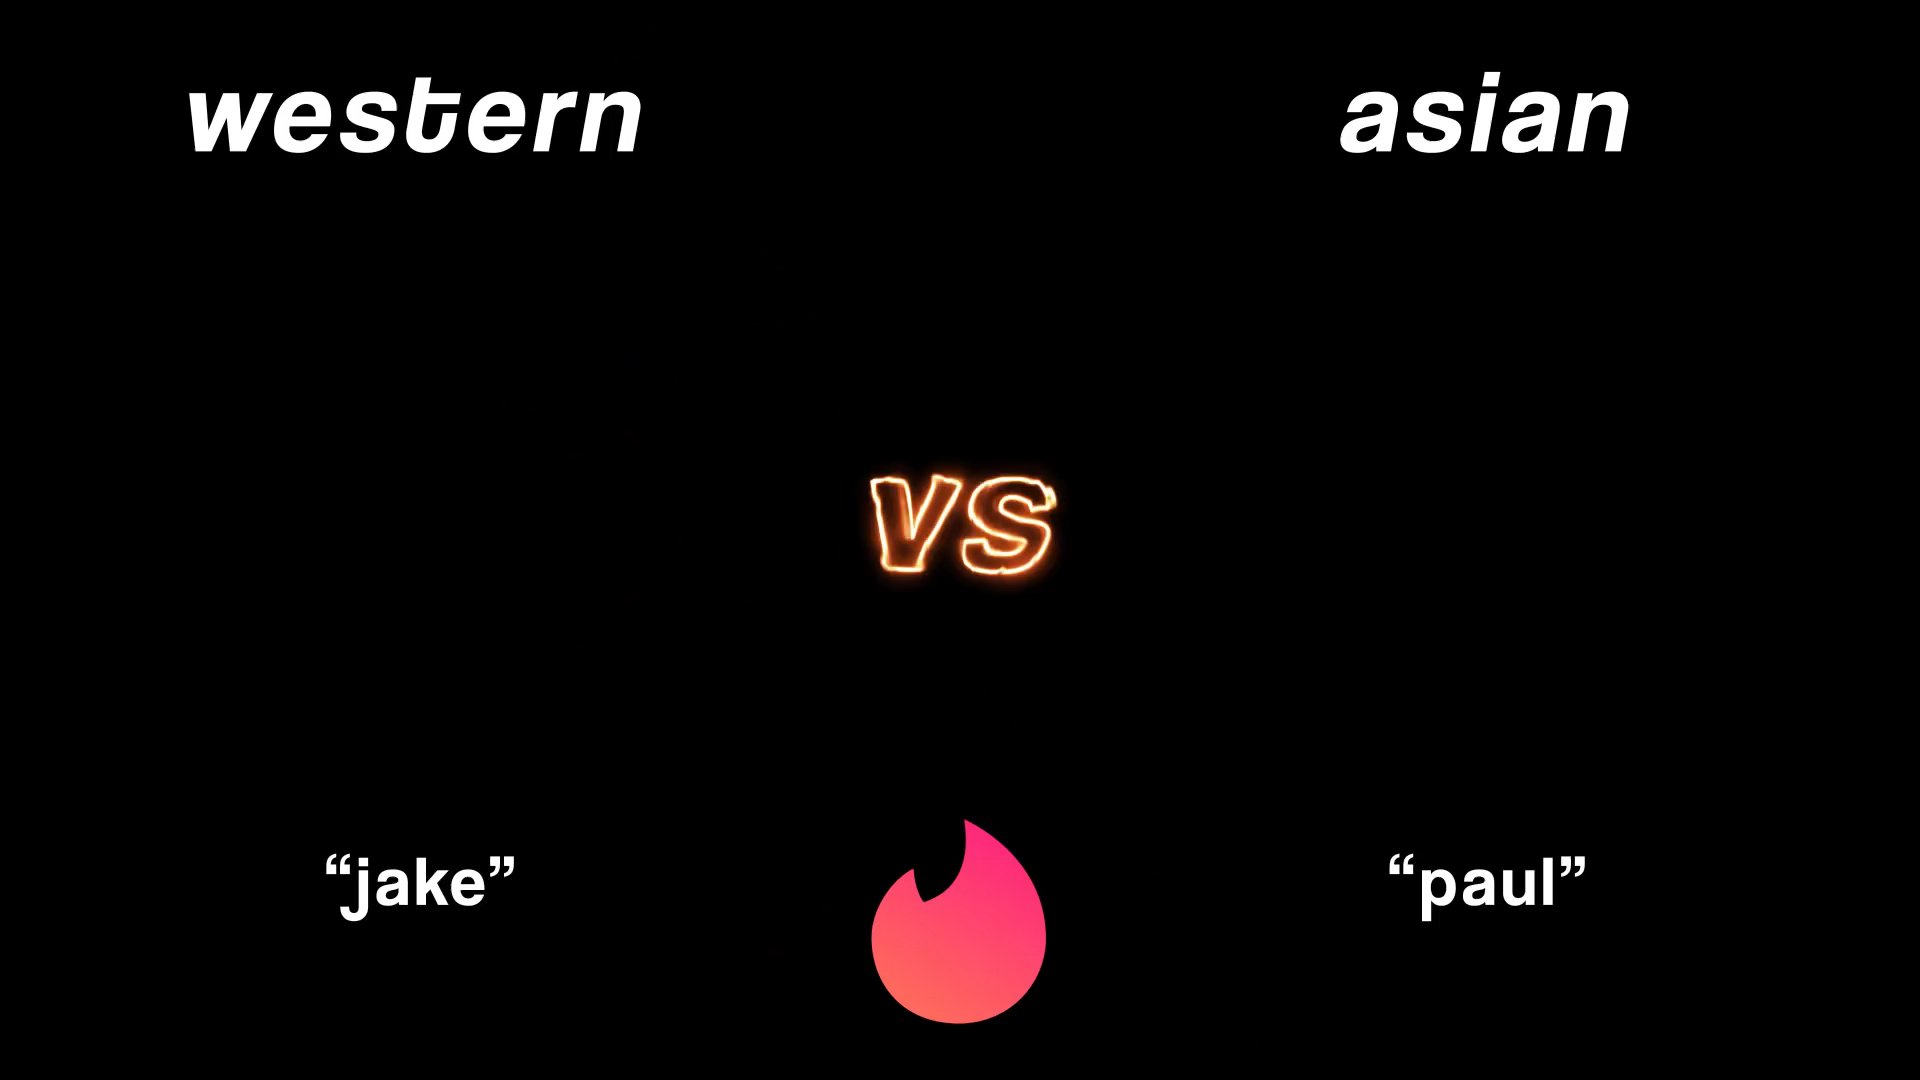 western
asian
vs
“jake”
“paul”